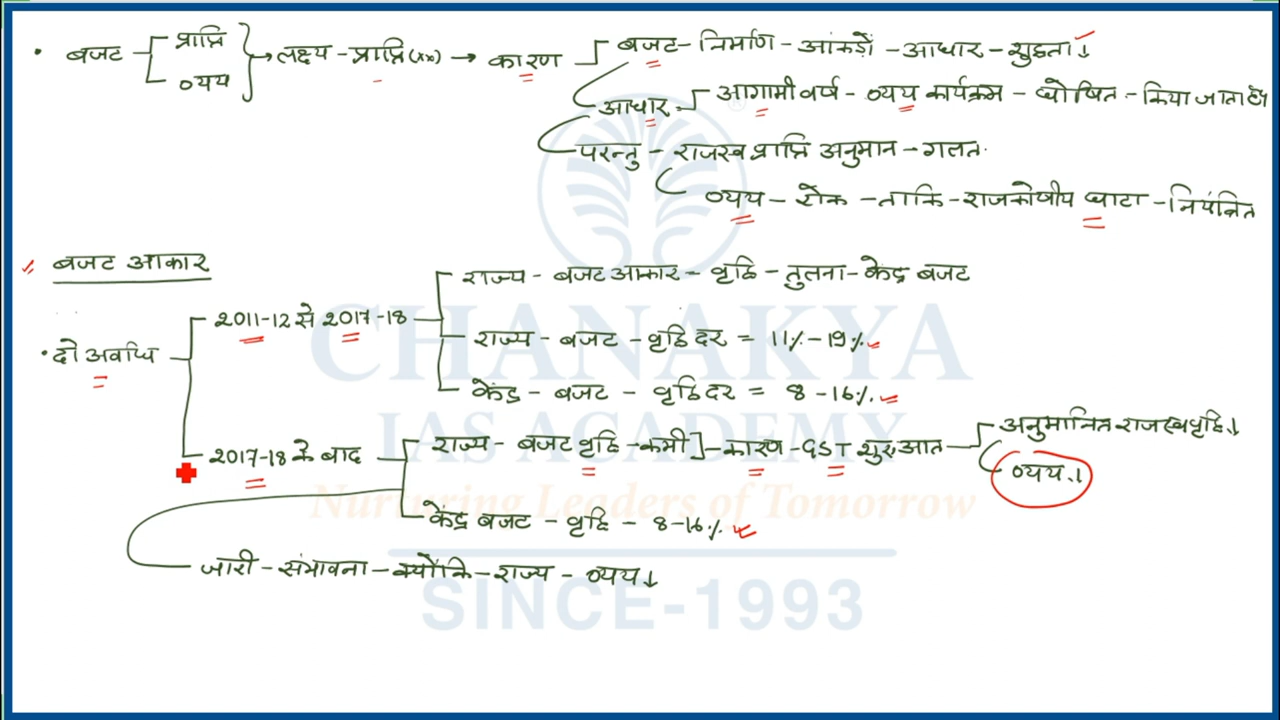 • बजट
प्राप्ति
व्यय
→ लक्ष्य - प्राप्ति (xx) → कारण
बजट - निर्माण - आंकड़ों - आधार - शुद्धता ↓
आधार
आगामी वर्ष - व्यय कार्यक्रम - घोषित - किया जाता है
परन्तु - राजस्व प्राप्ति अनुमान - गलत
व्यय - रोक - ताकि - राजकोषीय घाटा - नियंत्रित
बजट आकार
• दो अवधि
2011-12 से 2017-18
राज्य - बजट आकार - वृद्धि - तुलना - केंद्र बजट
राज्य - बजट - वृद्धि दर = 11% - 19%
केंद्र - बजट - वृद्धि दर = 8 - 16%
2017-18 के बाद
राज्य - बजट वृद्धि - कमी ] - कारण - GST शुरुआत
अनुमानित राजस्व वृद्धि ↓
व्यय ↓
केंद्र बजट - वृद्धि - 8-16%
जारी - संभावना - क्योंकि - राज्य - व्यय ↓
CHANAKYA
IAS ACADEMY
Nurturing Leaders of Tomorrow
SINCE-1993